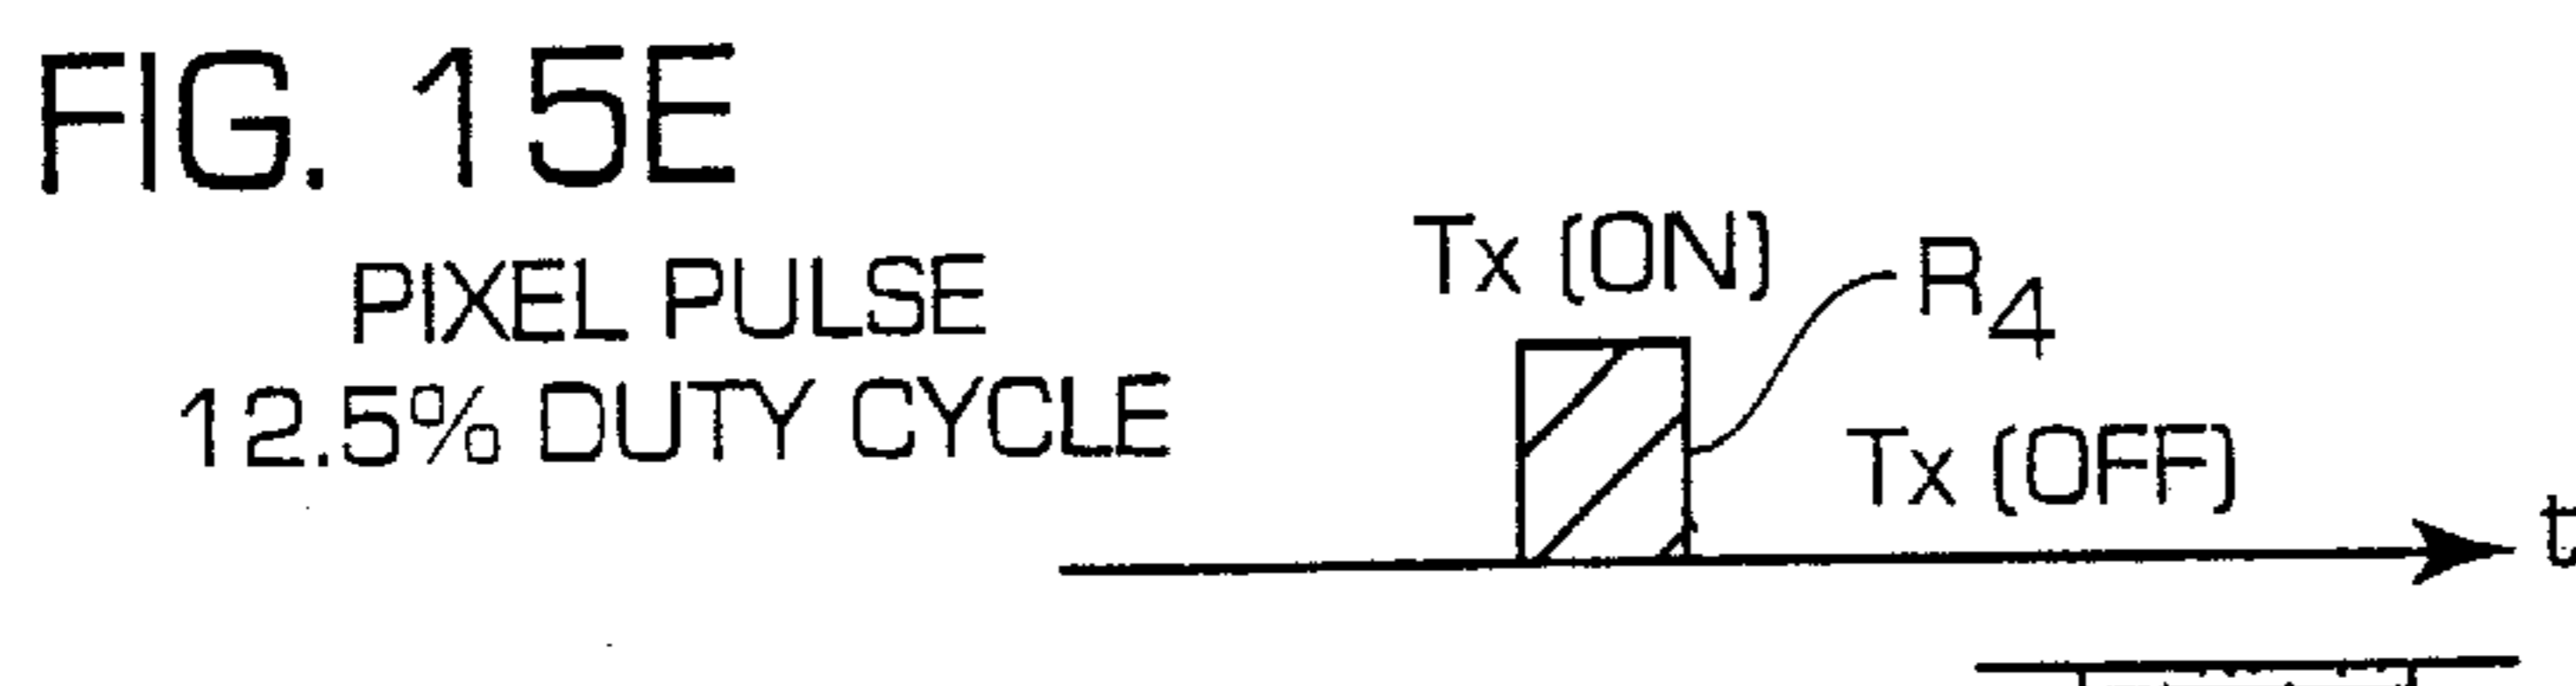 FIG. 15E
PIXEL PULSE
12.5% DUTY CYCLE
Tx (ON)
R4
Tx (OFF)
t